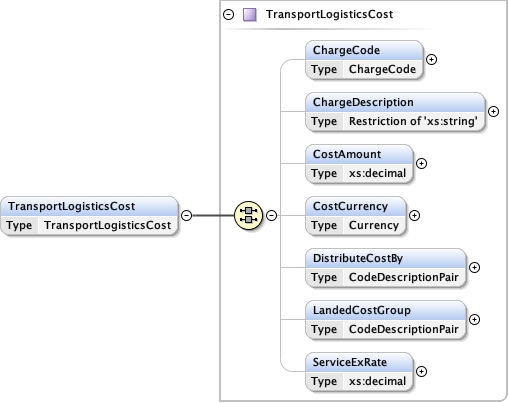 TransportLogisticsCost
ChargeCode
Type ChargeCode
ChargeDescription
Type Restriction of 'xs:string'
CostAmount
Type xs:decimal
TransportLogisticsCost
Type TransportLogisticsCost
CostCurrency
Type Currency
DistributeCostBy
Type CodeDescriptionPair
LandedCostGroup
Type CodeDescriptionPair
ServiceExRate
Type xs:decimal